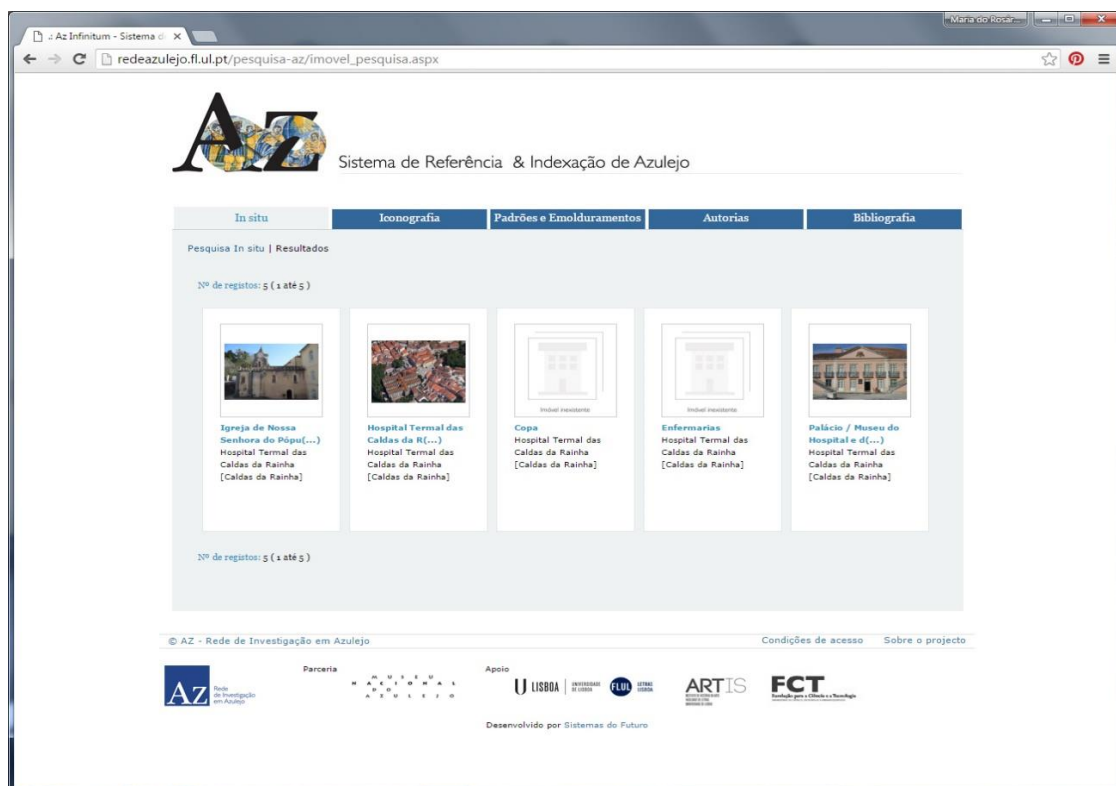 Maria do Rosár...
.: Az Infinitum - Sistema d
redeazulejo.fl.ul.pt/pesquisa-az/imovel_pesquisa.aspx
Az
Sistema de Referência & Indexação de Azulejo
In situ Iconografia Padrões e Emolduramentos Autorias Bibliografia
Pesquisa In situ | Resultados
Nº de registos: 5 ( 1 até 5 )
Imóvel inexistente
Imóvel inexistente
Igreja de Nossa
Senhora do Pópu(...)
Hospital Termal das
Caldas da Rainha
[Caldas da Rainha]
Hospital Termal das
Caldas da R(...)
Hospital Termal das
Caldas da Rainha
[Caldas da Rainha]
Copa
Hospital Termal das
Caldas da Rainha
[Caldas da Rainha]
Enfermarias
Hospital Termal das
Caldas da Rainha
[Caldas da Rainha]
Palácio / Museu do
Hospital e d(...)
Hospital Termal das
Caldas da Rainha
[Caldas da Rainha]
Nº de registos: 5 ( 1 até 5 )
© AZ - Rede de Investigação em Azulejo
Condições de acesso Sobre o projecto
Az
Rede
de Investigação
em Azulejo
Parceria
MUSEU
NACIONAL
DO
AZULEJO
Apoio
U LISBOA
UNIVERSIDADE
DE LISBOA
FLUL
LETRAS
LISBOA
ARTIS
FCT
Fundação para a Ciência e a Tecnologia
Desenvolvido por Sistemas do Futuro